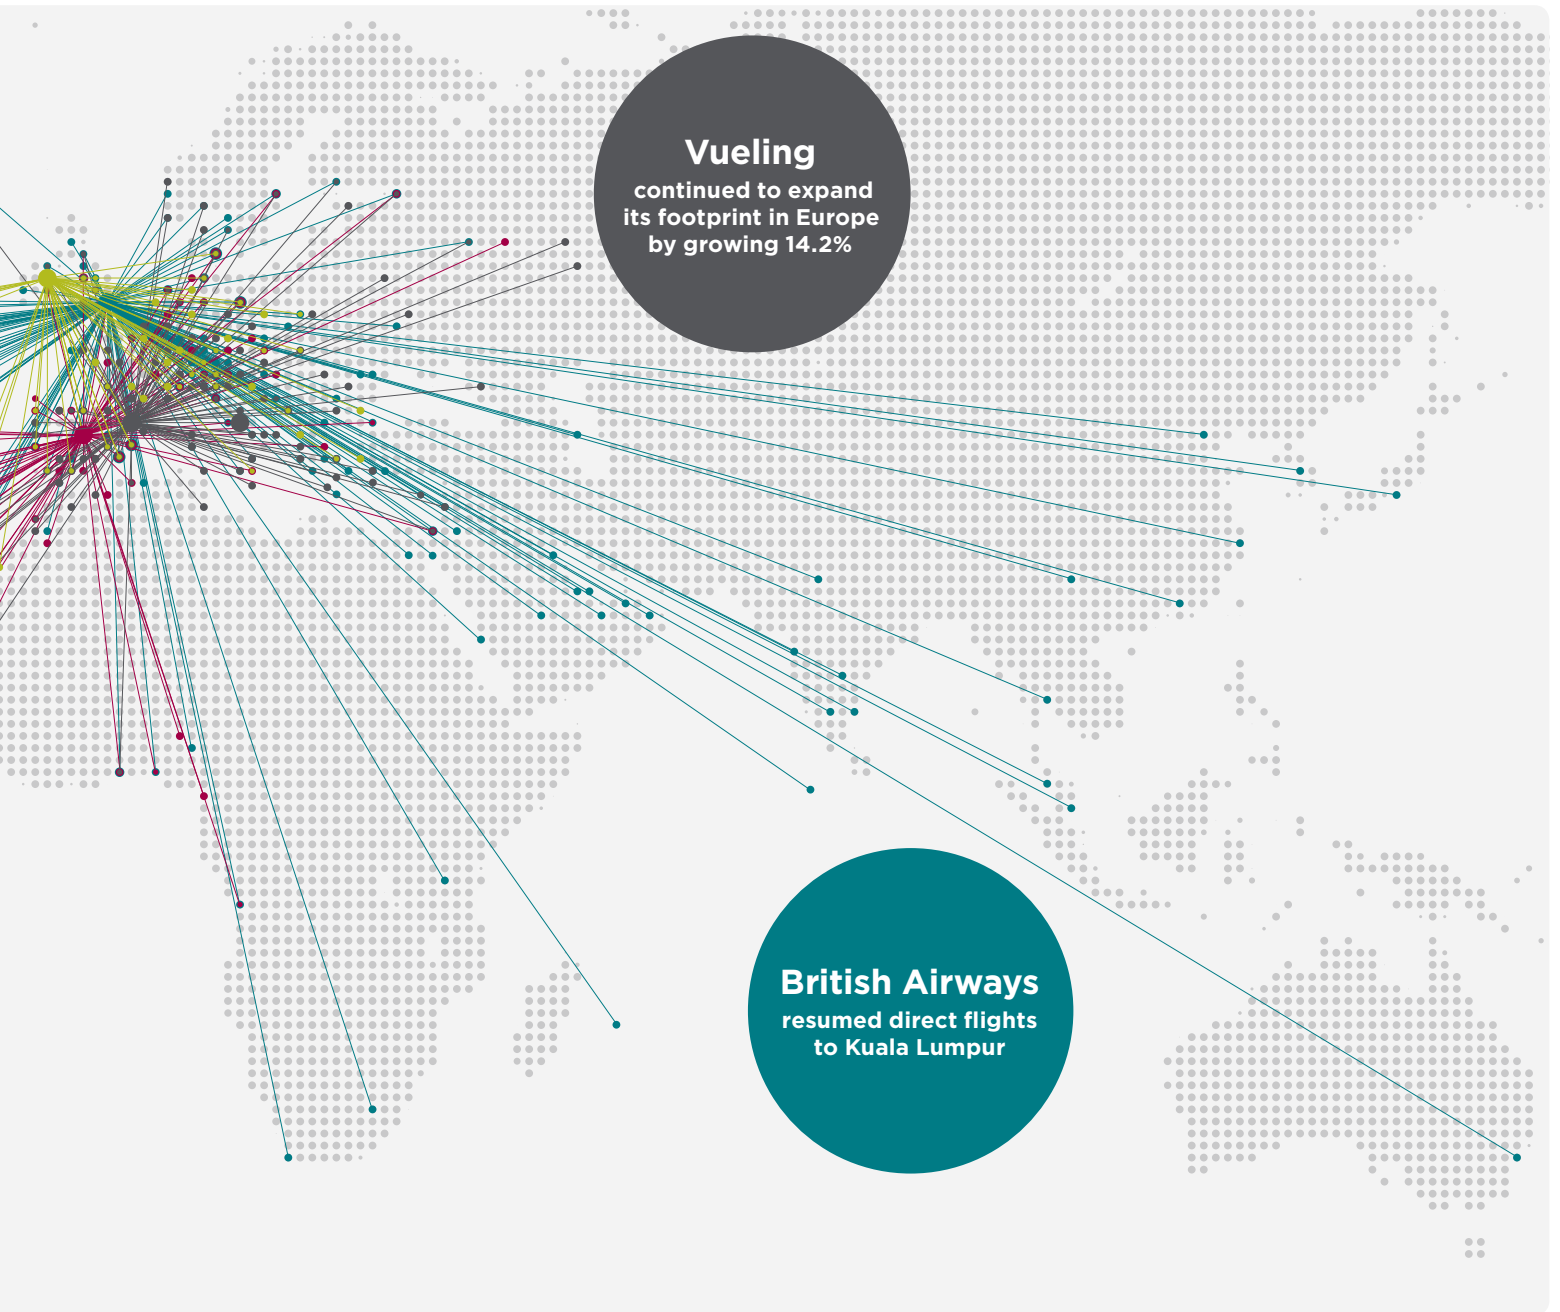 Vueling
continued to expand
its footprint in Europe
by growing 14.2%
British Airways
resumed direct flights
to Kuala Lumpur